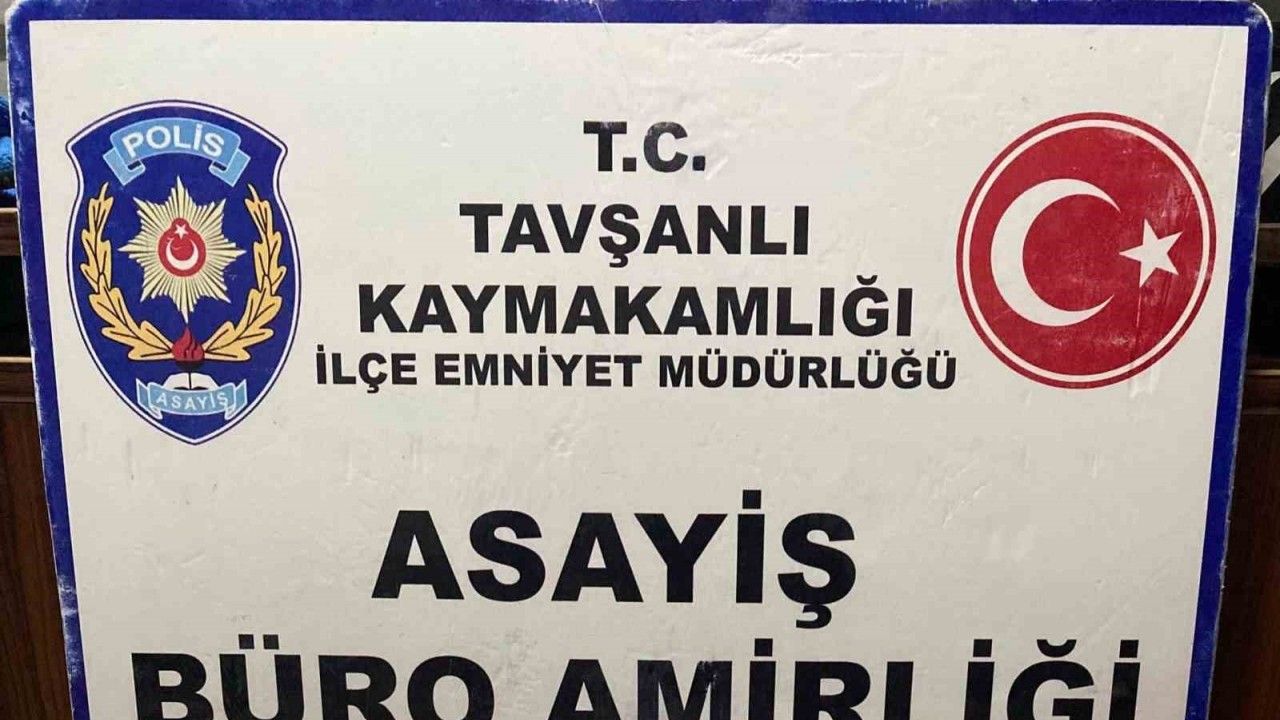 POLİS
ASAYİŞ
T.C.
TAVŞANLI
KAYMAKAMLIĞI
İLÇE EMNİYET MÜDÜRLÜĞÜ
ASAYİŞ
BÜRO AMİRLİĞİ